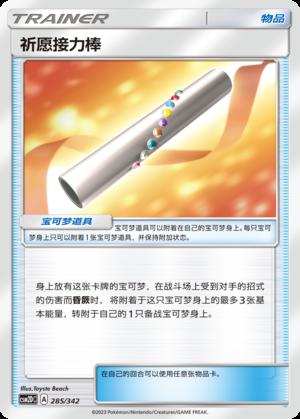 TRAINER 物品
祈愿接力棒
宝可梦道具
宝可梦道具可以附着在自己的宝可梦身上。每只宝可
梦身上只可以附着1张宝可梦道具，并保持附加状态。
身上放有这张卡牌的宝可梦，在战斗场上受到对手的招
式的伤害而昏厥时，将附着于这只宝可梦身上的最多3张基
本能量，转附于自己的1只备战宝可梦身上。
在自己的回合可以使用任意张物品卡。
Illus.Toyste Beach
CSM2DC A 285/342
©2023 Pokémon/Nintendo/Creatures/GAME FREAK.